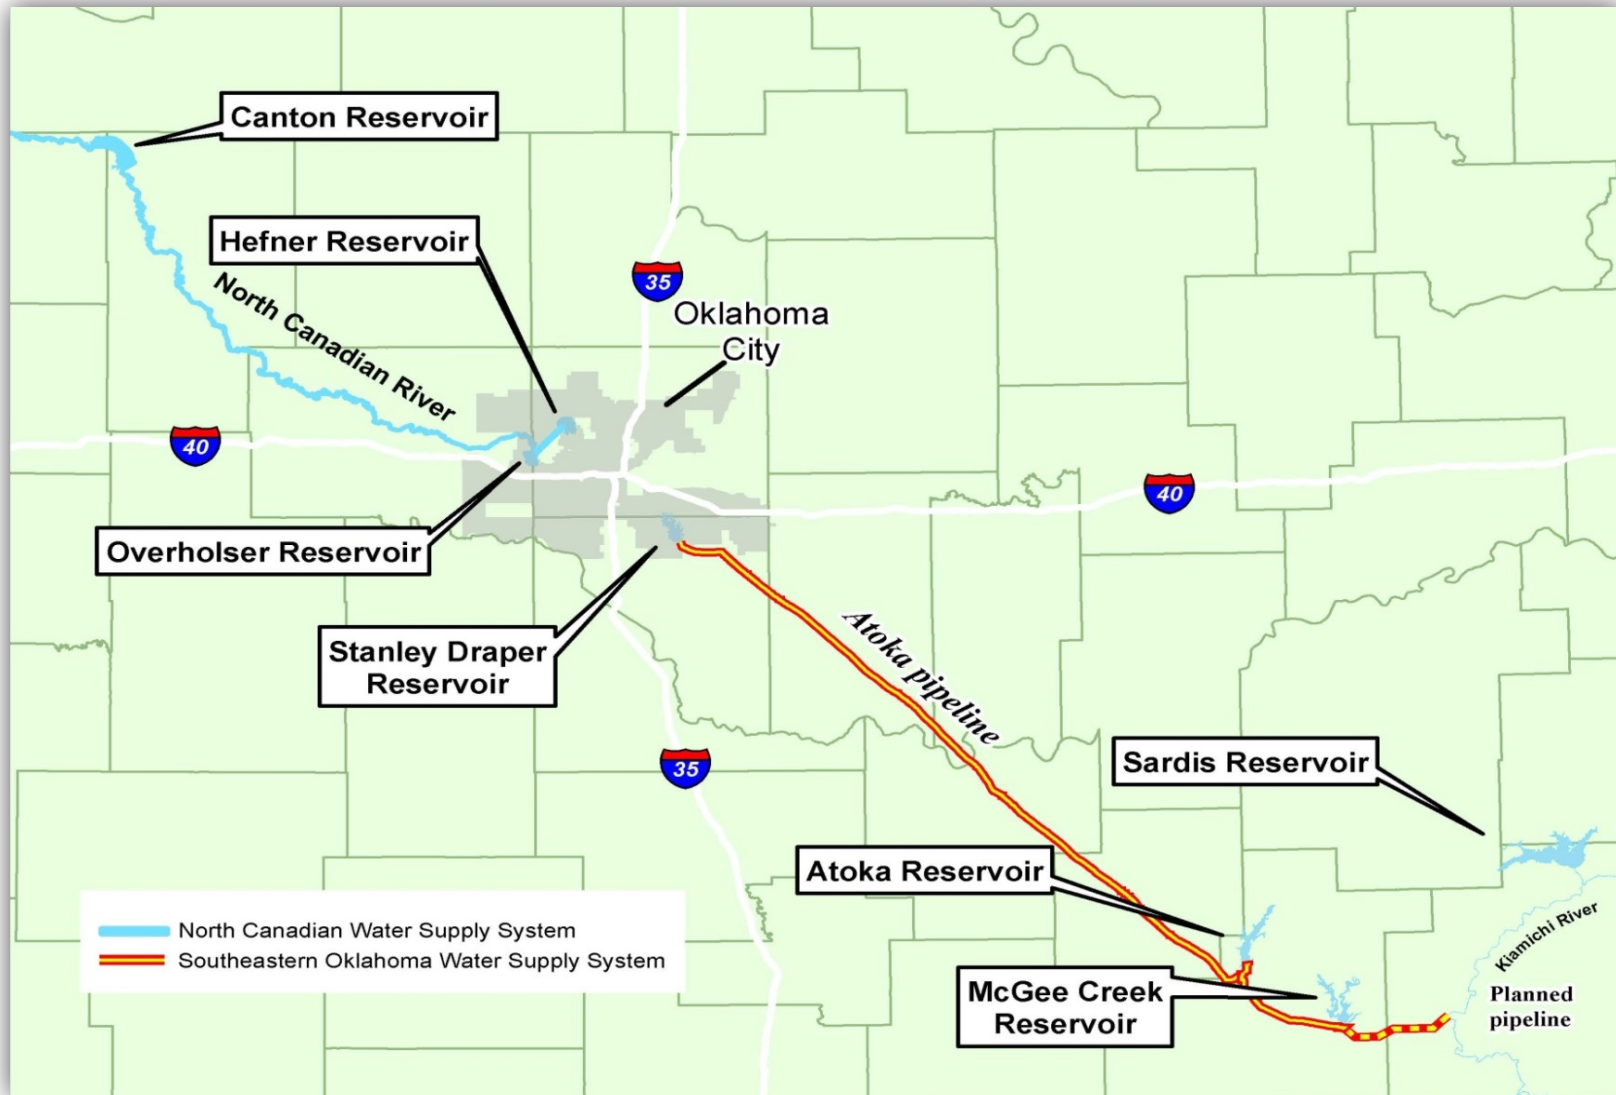 Canton Reservoir
Hefner Reservoir
North Canadian River
35
Oklahoma
City
40
40
Overholser Reservoir
Stanley Draper
Reservoir
Atoka pipeline
35
Sardis Reservoir
Atoka Reservoir
Kiamichi River
North Canadian Water Supply System
Southeastern Oklahoma Water Supply System
McGee Creek
Reservoir
Planned
pipeline